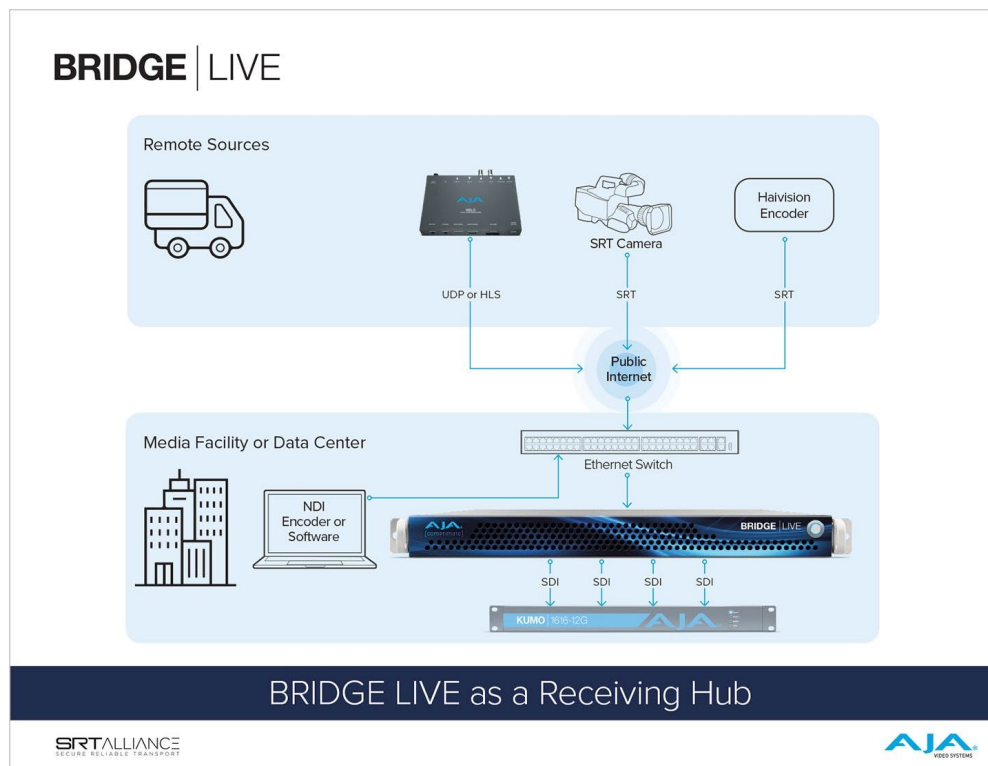 BRIDGE LIVE
Remote Sources
AJA
Haivision
Encoder
SRT Camera
UDP or HLS
SRT
SRT
Public
Internet
Media Facility or Data Center
Ethernet Switch
NDI
Encoder or
Software
AJA
BRIDGE LIVE
SDI
SDI
SDI
SDI
KUMO 1616-12G
AJA
BRIDGE LIVE as a Receiving Hub
SRTALLIANCE
SECURE RELIABLE TRANSPORT
AJA
VIDEO SYSTEMS